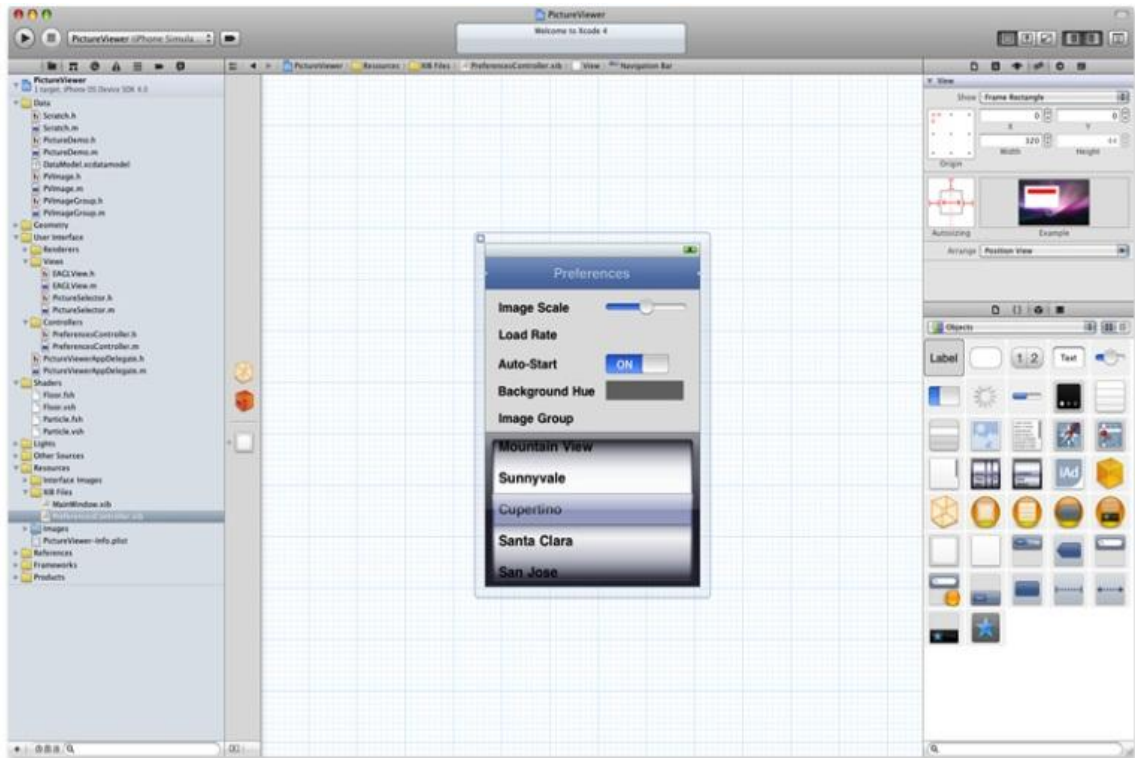 PictureViewer
PictureViewer (iPhone Simula...
Welcome to Xcode 4
PictureViewer
1 target, iPhone OS Device SDK 4.0
Data
Scratch.h
Scratch.m
PictureDemo.h
PictureDemo.m
DataModel.xcdatamodel
PVImage.h
PVImage.m
PVImageGroup.h
PVImageGroup.m
Geometry
User Interface
Renderers
Views
EAGLView.h
EAGLView.m
PictureSelector.h
PictureSelector.m
Controllers
PreferencesController.h
PreferencesController.m
PictureViewerAppDelegate.h
PictureViewerAppDelegate.m
Shaders
Floor.fsh
Floor.vsh
Particle.fsh
Particle.vsh
Lights
Other Sources
Resources
Interface Images
XIB Files
MainWindow.xib
PreferencesController.xib
Images
PictureViewer-Info.plist
References
Frameworks
Products
PictureViewer Resources XIB Files PreferencesController.xib View Navigation Bar
Preferences
Image Scale
Load Rate
Auto-Start ON
Background Hue
Image Group
Mountain View
Sunnyvale
Cupertino
Santa Clara
San Jose
View
Show Frame Rectangle
0 0
X Y
320 44
Width Height
Origin
Autosizing Example
Arrange Position View
Objects
Label 1 2 Text
iAd